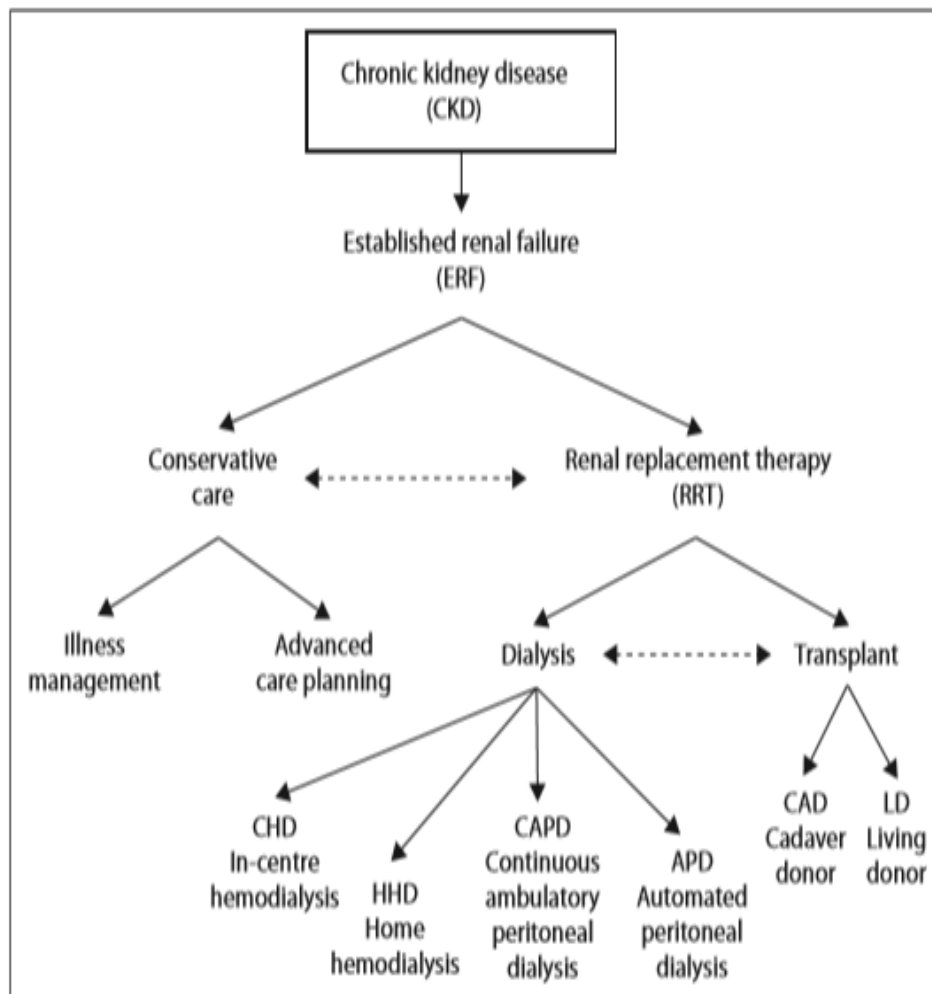 Chronic kidney disease
(CKD)
Established renal failure
(ERF)
Conservative
care
Renal replacement therapy
(RRT)
Illness
management
Advanced
care planning
Dialysis
Transplant
CHD
In-centre
hemodialysis
HHD
Home
hemodialysis
CAPD
Continuous
ambulatory
peritoneal
dialysis
APD
Automated
peritoneal
dialysis
CAD
Cadaver
donor
LD
Living
donor